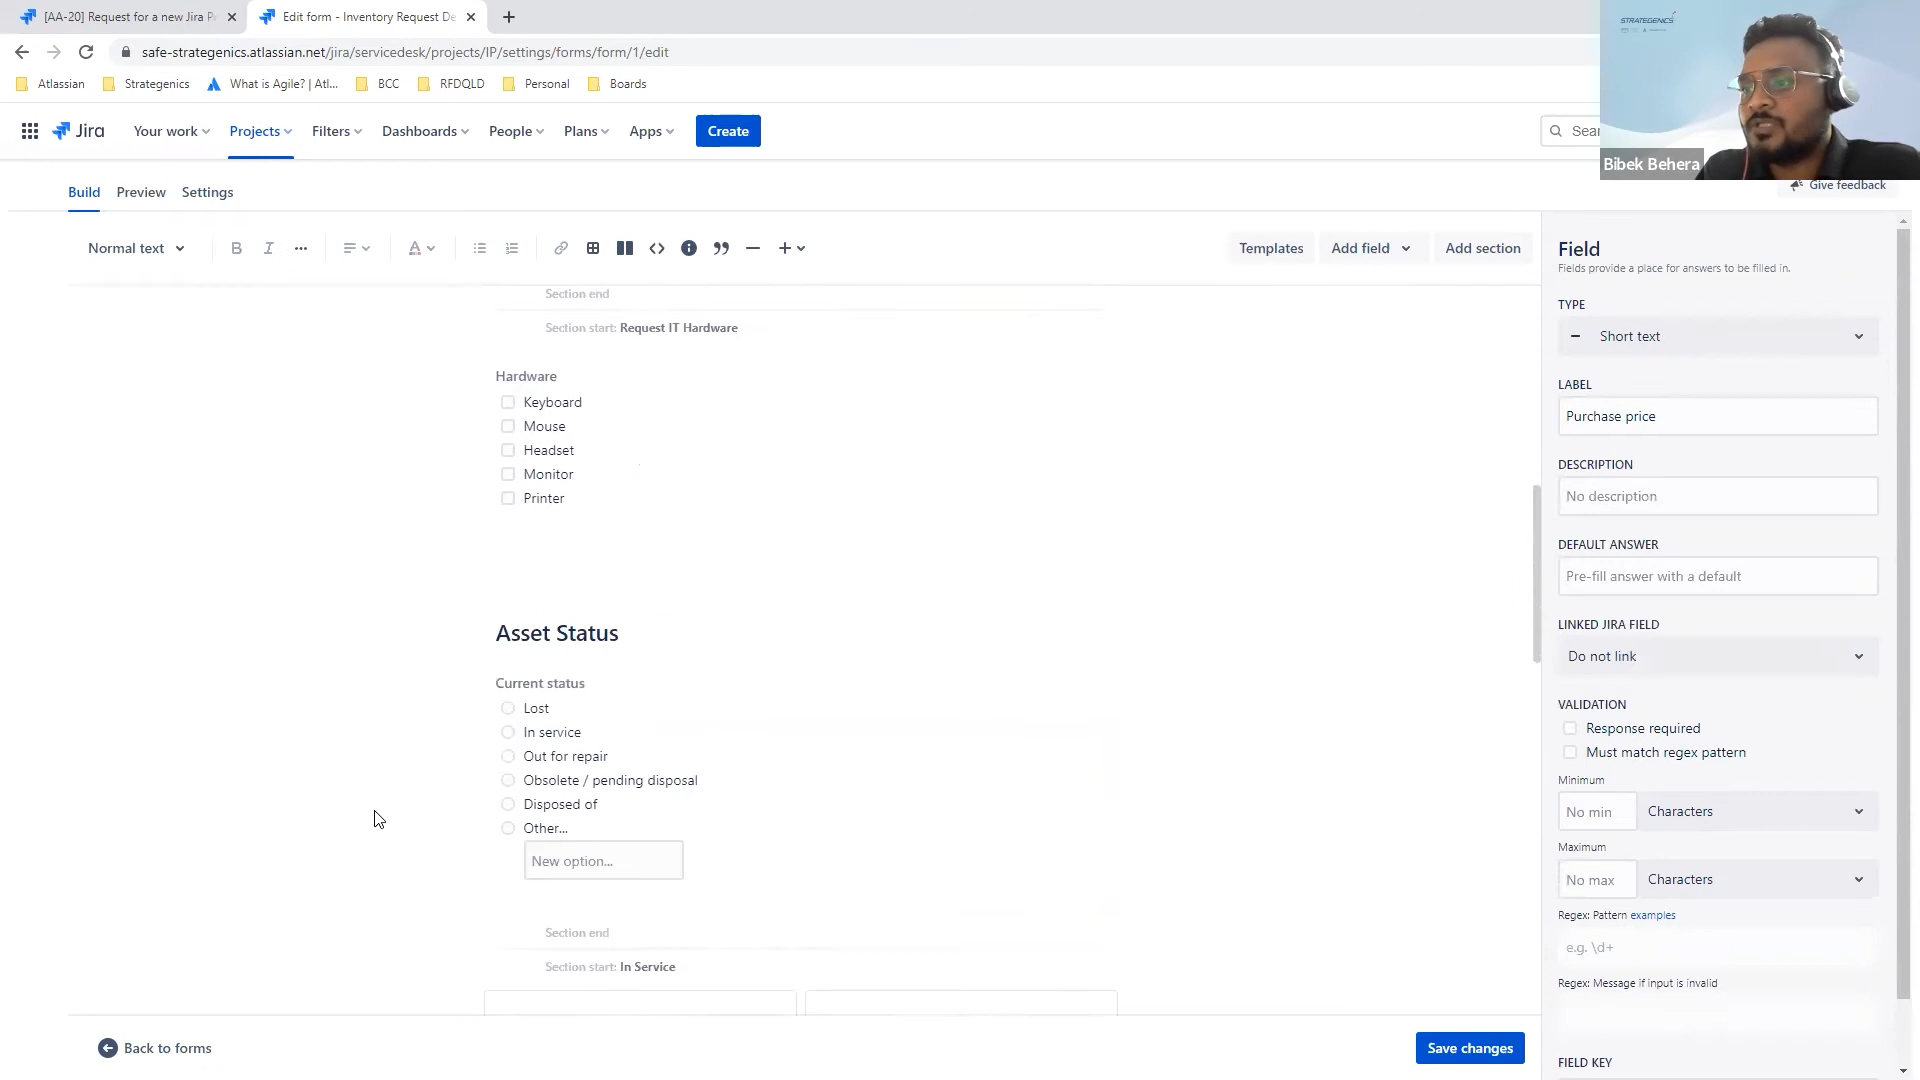 [AA-20] Request for a new Jira P
Edit form - Inventory Request De
safe-strategenics.atlassian.net/jira/servicedesk/projects/IP/settings/forms/form/1/edit
Atlassian
Strategenics
What is Agile? | Atl...
BCC
RFDQLD
Personal
Boards
STRATEGENICS
Jira
Your work
Projects
Filters
Dashboards
People
Plans
Apps
Create
Sear
Bibek Behera
Build
Preview
Settings
Give feedback
Normal text
B
I
A
Templates
Add field
Add section
Section end
Section start: Request IT Hardware
Hardware
Keyboard
Mouse
Headset
Monitor
Printer
Asset Status
Current status
Lost
In service
Out for repair
Obsolete / pending disposal
Disposed of
Other...
New option...
Section end
Section start: In Service
Back to forms
Save changes
Field
Fields provide a place for answers to be filled in.
TYPE
Short text
LABEL
Purchase price
DESCRIPTION
No description
DEFAULT ANSWER
Pre-fill answer with a default
LINKED JIRA FIELD
Do not link
VALIDATION
Response required
Must match regex pattern
Minimum
No min
Characters
Maximum
No max
Characters
Regex: Pattern examples
e.g. \d+
Regex: Message if input is invalid
FIELD KEY